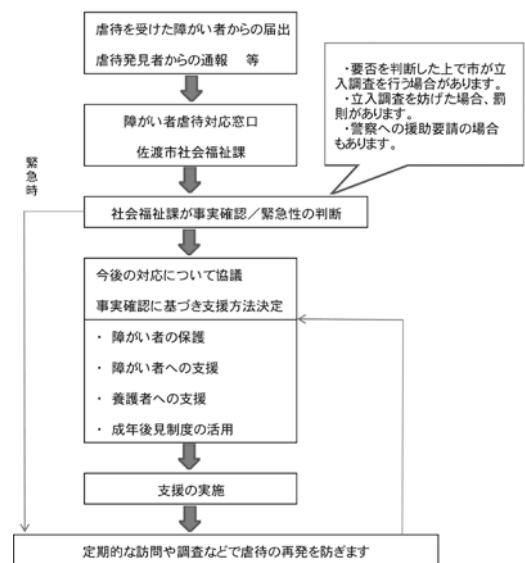 虐待を受けた障がい者からの届出
虐待発見者からの通報　等
・要否を判断した上で市が立
入調査を行う場合があります。
・立入調査を妨げた場合、罰
則があります。
・警察への援助要請の場合
もあります。
障がい者虐待対応窓口
佐渡市社会福祉課
緊急時
社会福祉課が事実確認／緊急性の判断
今後の対応について協議
事実確認に基づき支援方法決定
・ 障がい者の保護
・ 障がい者への支援
・ 養護者への支援
・ 成年後見制度の活用
支援の実施
定期的な訪問や調査などで虐待の再発を防ぎます